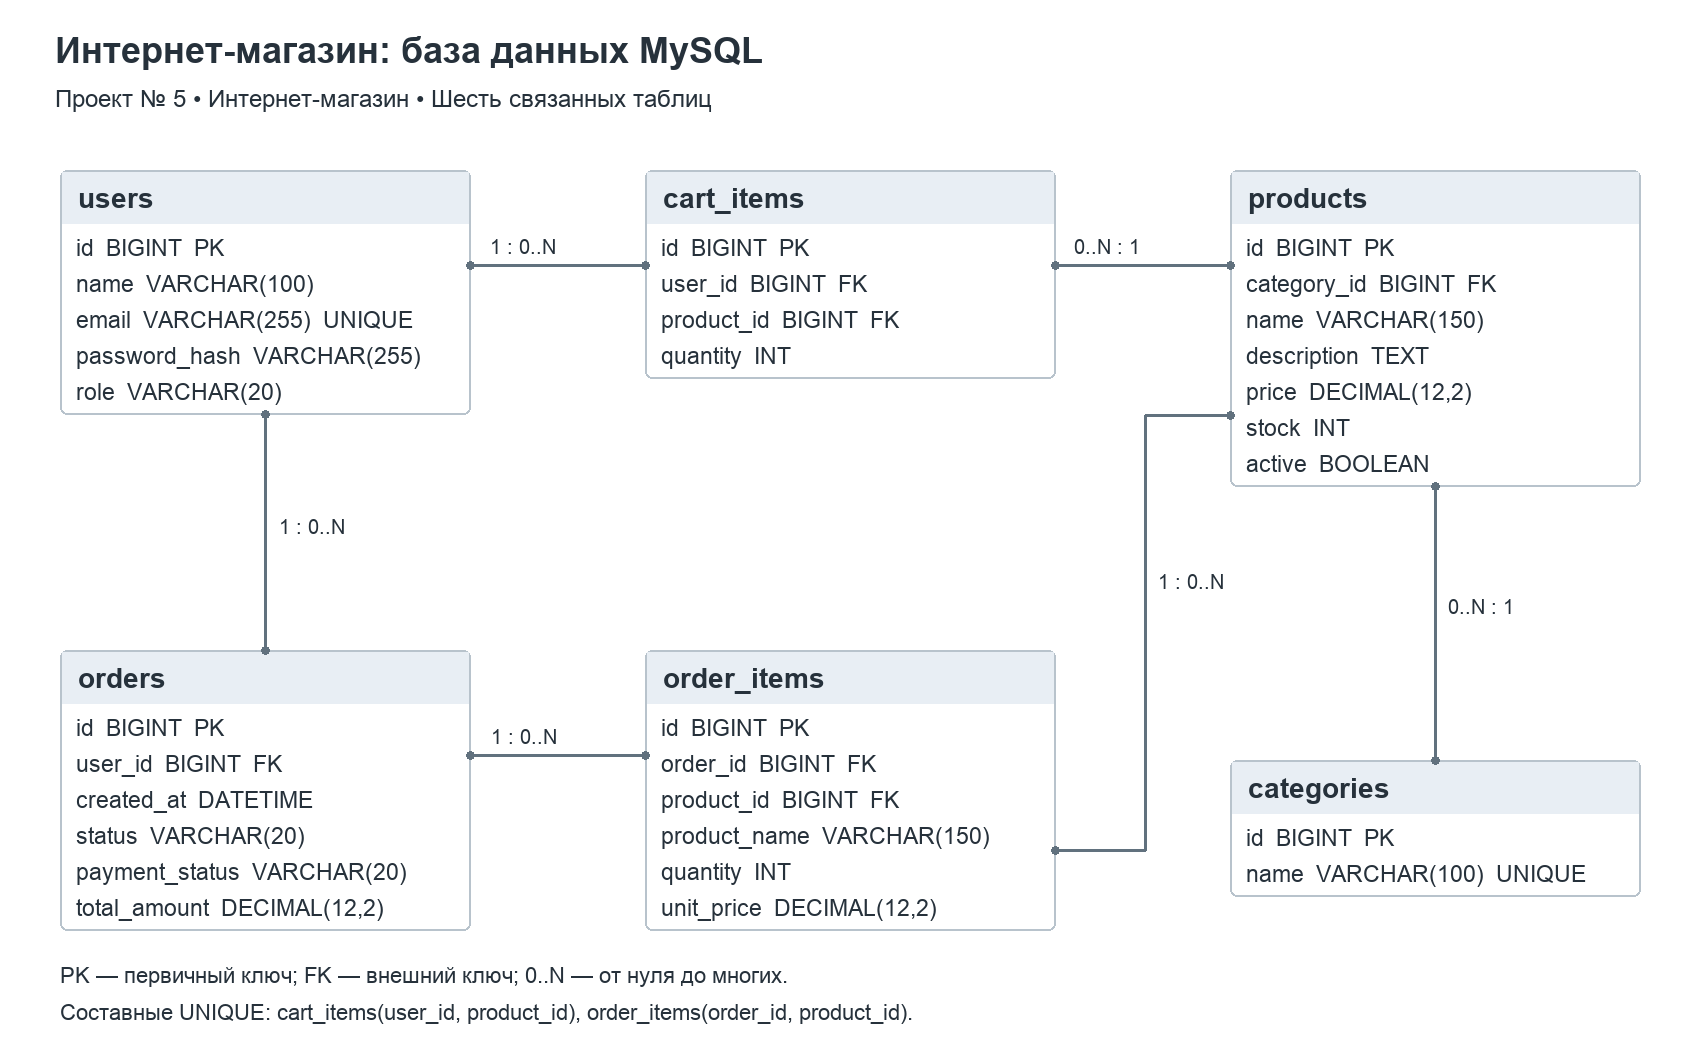 Интернет-магазин: база данных MySQL
Проект № 5 • Интернет-магазин • Шесть связанных таблиц
users
id BIGINT PK
name VARCHAR(100)
email VARCHAR(255) UNIQUE
password_hash VARCHAR(255)
role VARCHAR(20)
1 : 0..N
cart_items
id BIGINT PK
user_id BIGINT FK
product_id BIGINT FK
quantity INT
0..N : 1
products
id BIGINT PK
category_id BIGINT FK
name VARCHAR(150)
description TEXT
price DECIMAL(12,2)
stock INT
active BOOLEAN
1 : 0..N
1 : 0..N
0..N : 1
orders
id BIGINT PK
user_id BIGINT FK
created_at DATETIME
status VARCHAR(20)
payment_status VARCHAR(20)
total_amount DECIMAL(12,2)
1 : 0..N
order_items
id BIGINT PK
order_id BIGINT FK
product_id BIGINT FK
product_name VARCHAR(150)
quantity INT
unit_price DECIMAL(12,2)
categories
id BIGINT PK
name VARCHAR(100) UNIQUE
PK — первичный ключ; FK — внешний ключ; 0..N — от нуля до многих.
Составные UNIQUE: cart_items(user_id, product_id), order_items(order_id, product_id).